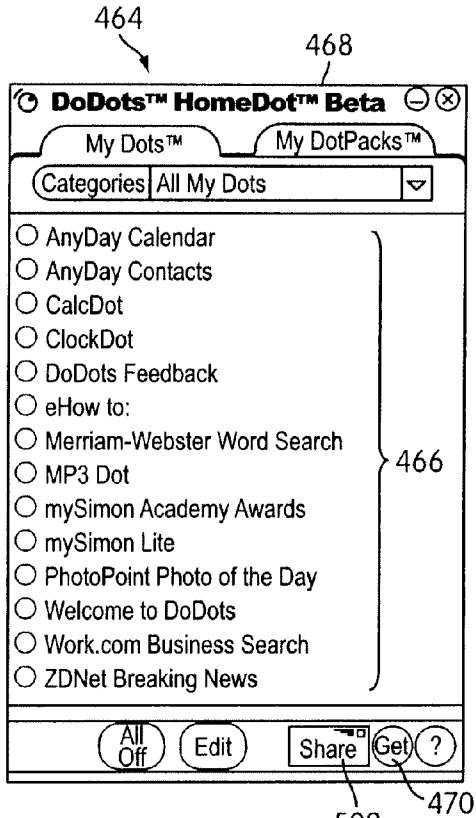 464
468
DoDots™ HomeDot™ Beta
My Dots™ My DotPacks™
Categories All My Dots
AnyDay Calendar
AnyDay Contacts
CalcDot
ClockDot
DoDots Feedback
eHow to:
Merriam-Webster Word Search
466
MP3 Dot
mySimon Academy Awards
mySimon Lite
PhotoPoint Photo of the Day
Welcome to DoDots
Work.com Business Search
ZDNet Breaking News
All Off Edit Share Get ?
470